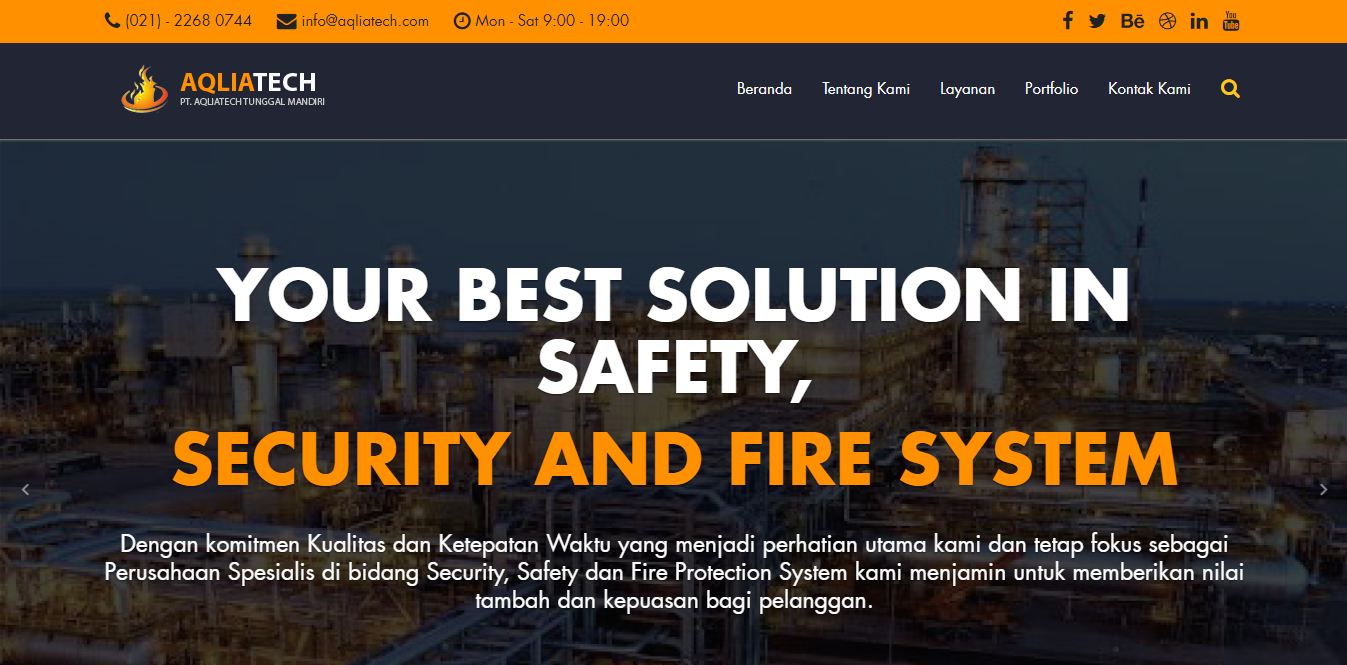 (021) - 2268 0744 info@aqliatech.com Mon - Sat 9:00 - 19:00 Bē You Tube
AQLIATECH
PT. AQLIATECH TUNGGAL MANDIRI
Beranda Tentang Kami Layanan Portfolio Kontak Kami
YOUR BEST SOLUTION IN
SAFETY,
SECURITY AND FIRE SYSTEM
Dengan komitmen Kualitas dan Ketepatan Waktu yang menjadi perhatian utama kami dan tetap fokus sebagai
Perusahaan Spesialis di bidang Security, Safety dan Fire Protection System kami menjamin untuk memberikan nilai
tambah dan kepuasan bagi pelanggan.